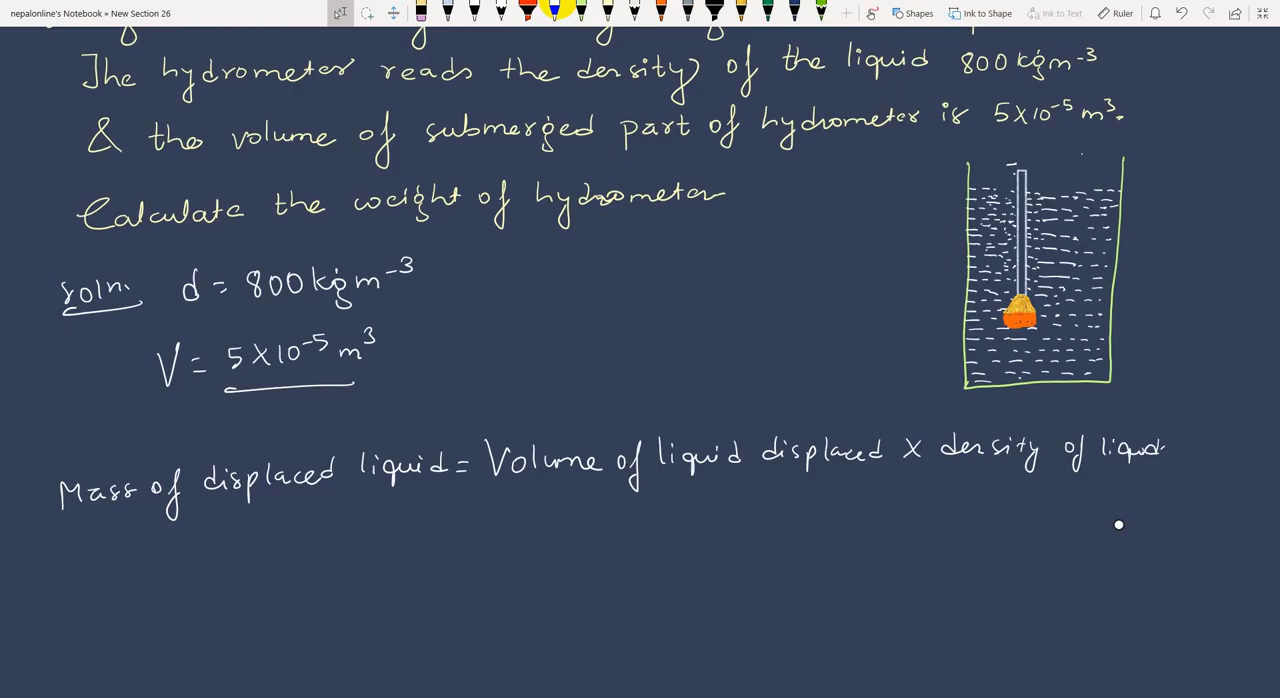 nepalonline's Notebook » New Section 26
Shapes Ink to Shape Ink to Text Ruler
The hydrometer reads the density of the liquid 800 kgm⁻³
& the volume of submerged part of hydrometer is 5×10⁻⁵ m³.
Calculate the weight of hydrometer
soln. d = 800 kgm⁻³
V = 5×10⁻⁵ m³
Mass of displaced liquid = Volume of liquid displaced × density of liquid